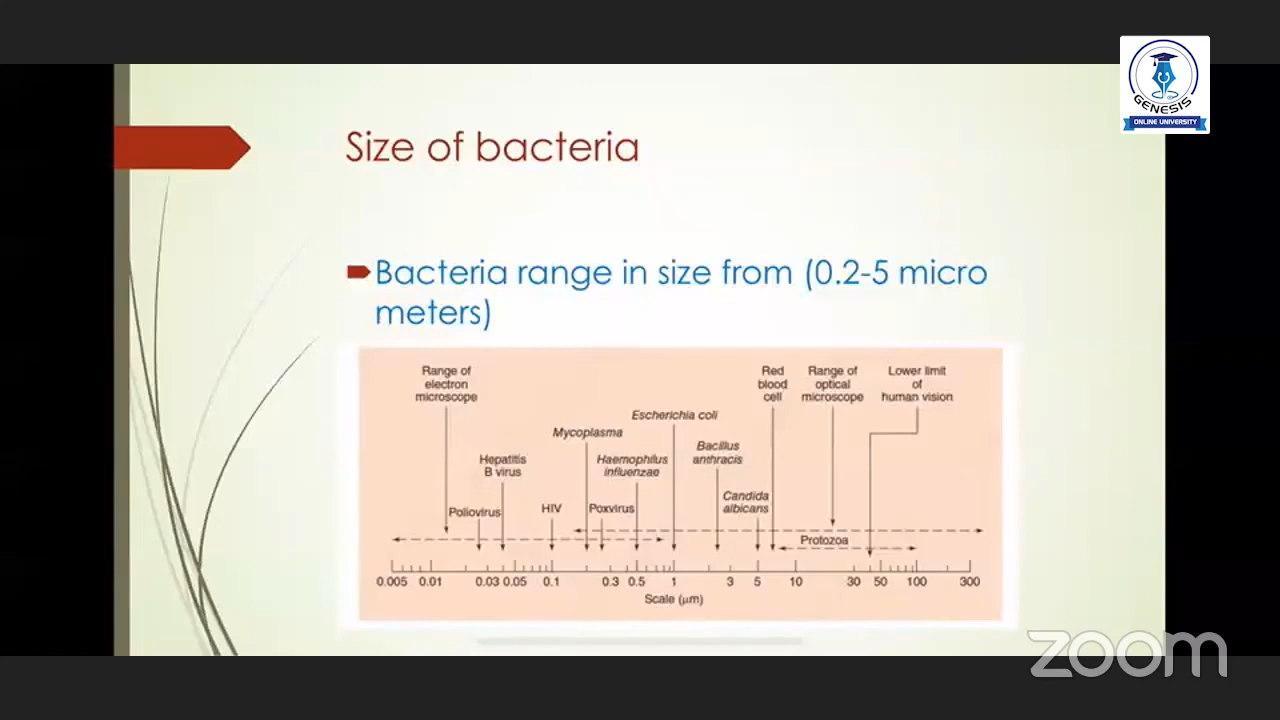 GENESIS
ONLINE UNIVERSITY
Size of bacteria
Bacteria range in size from (0.2-5 micro
meters)
Range of
electron
microscope
Red
blood
cell
Range of
optical
microscope
Lower limit
of
human vision
Escherichia coli
Mycoplasma
Hepatitis
B virus
Haemophilus
influenzae
Bacillus
anthracis
Candida
albicans
Poliovirus
HIV
Poxvirus
Protozoa
0.005 0.01 0.03 0.05 0.1 0.3 0.5 1 3 5 10 30 50 100 300
Scale (μm)
zoom